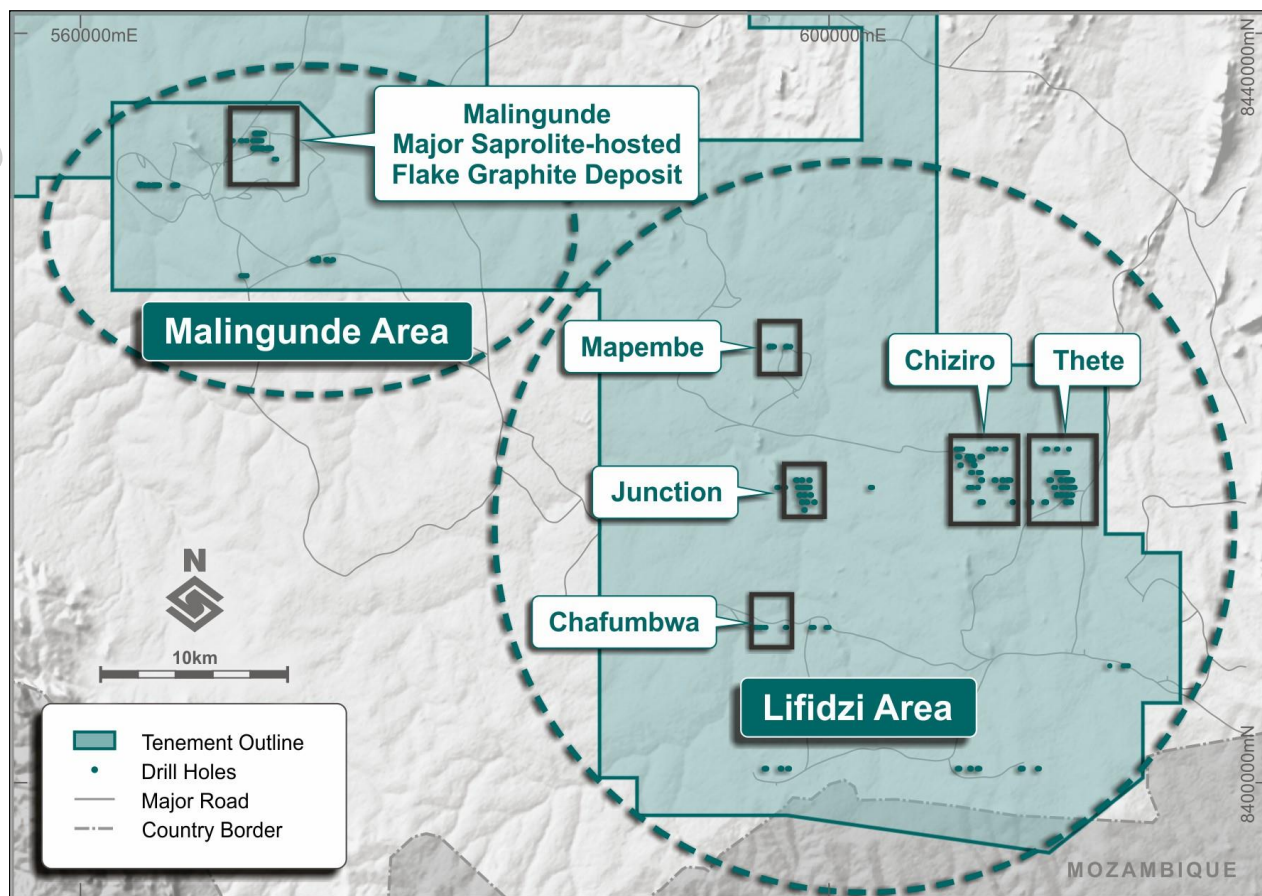 560000mE
600000mE
8440000mN
Malingunde
Major Saprolite-hosted
Flake Graphite Deposit
Malingunde Area
Mapembe
Chiziro
Thete
Junction
Chafumbwa
N
10km
Lifidzi Area
Tenement Outline
Drill Holes
Major Road
Country Border
8400000mN
MOZAMBIQUE